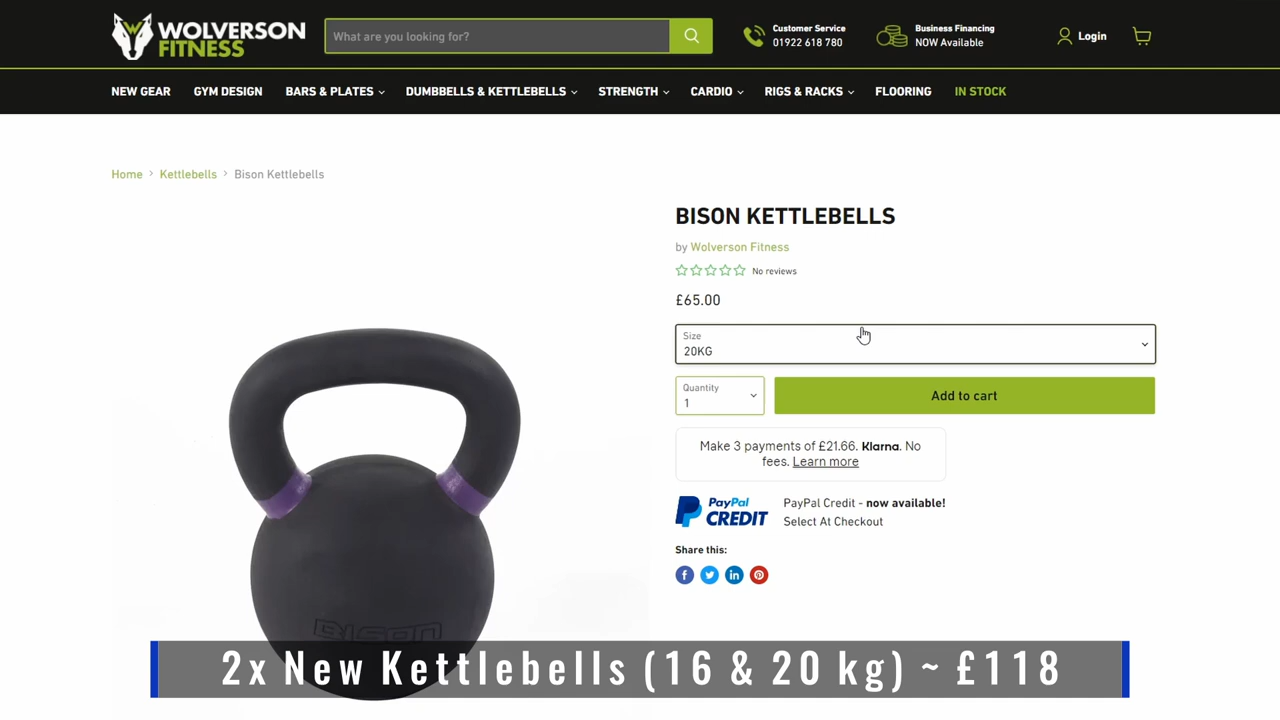 WOLVERSON
FITNESS
What are you looking for?
Customer Service
01922 618 780
Business Financing
NOW Available
Login
NEW GEAR GYM DESIGN BARS & PLATES DUMBBELLS & KETTLEBELLS STRENGTH CARDIO RIGS & RACKS FLOORING IN STOCK
Home > Kettlebells > Bison Kettlebells
BISON KETTLEBELLS
by Wolverson Fitness
No reviews
£65.00
Size
20KG
Quantity
1
Add to cart
Make 3 payments of £21.66. Klarna. No
fees. Learn more
PayPal
CREDIT
PayPal Credit - now available!
Select At Checkout
Share this:
BISON
2x New Kettlebells (16 & 20 kg) ~ £118